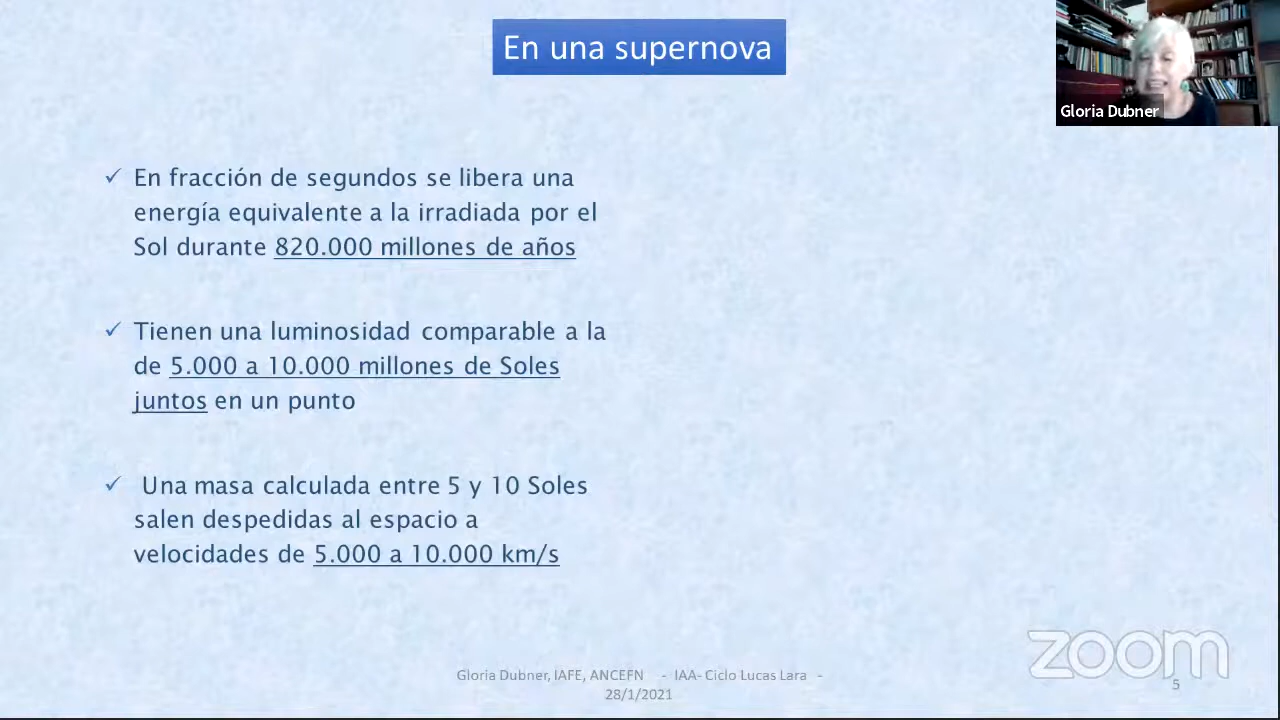 En una supernova
Gloria Dubner
✓ En fracción de segundos se libera una
energía equivalente a la irradiada por el
Sol durante 820.000 millones de años
✓ Tienen una luminosidad comparable a la
de 5.000 a 10.000 millones de Soles
juntos en un punto
✓ Una masa calculada entre 5 y 10 Soles
salen despedidas al espacio a
velocidades de 5.000 a 10.000 km/s
zoom
Gloria Dubner, IAFE, ANCEFN - IAA- Ciclo Lucas Lara -
28/1/2021
5